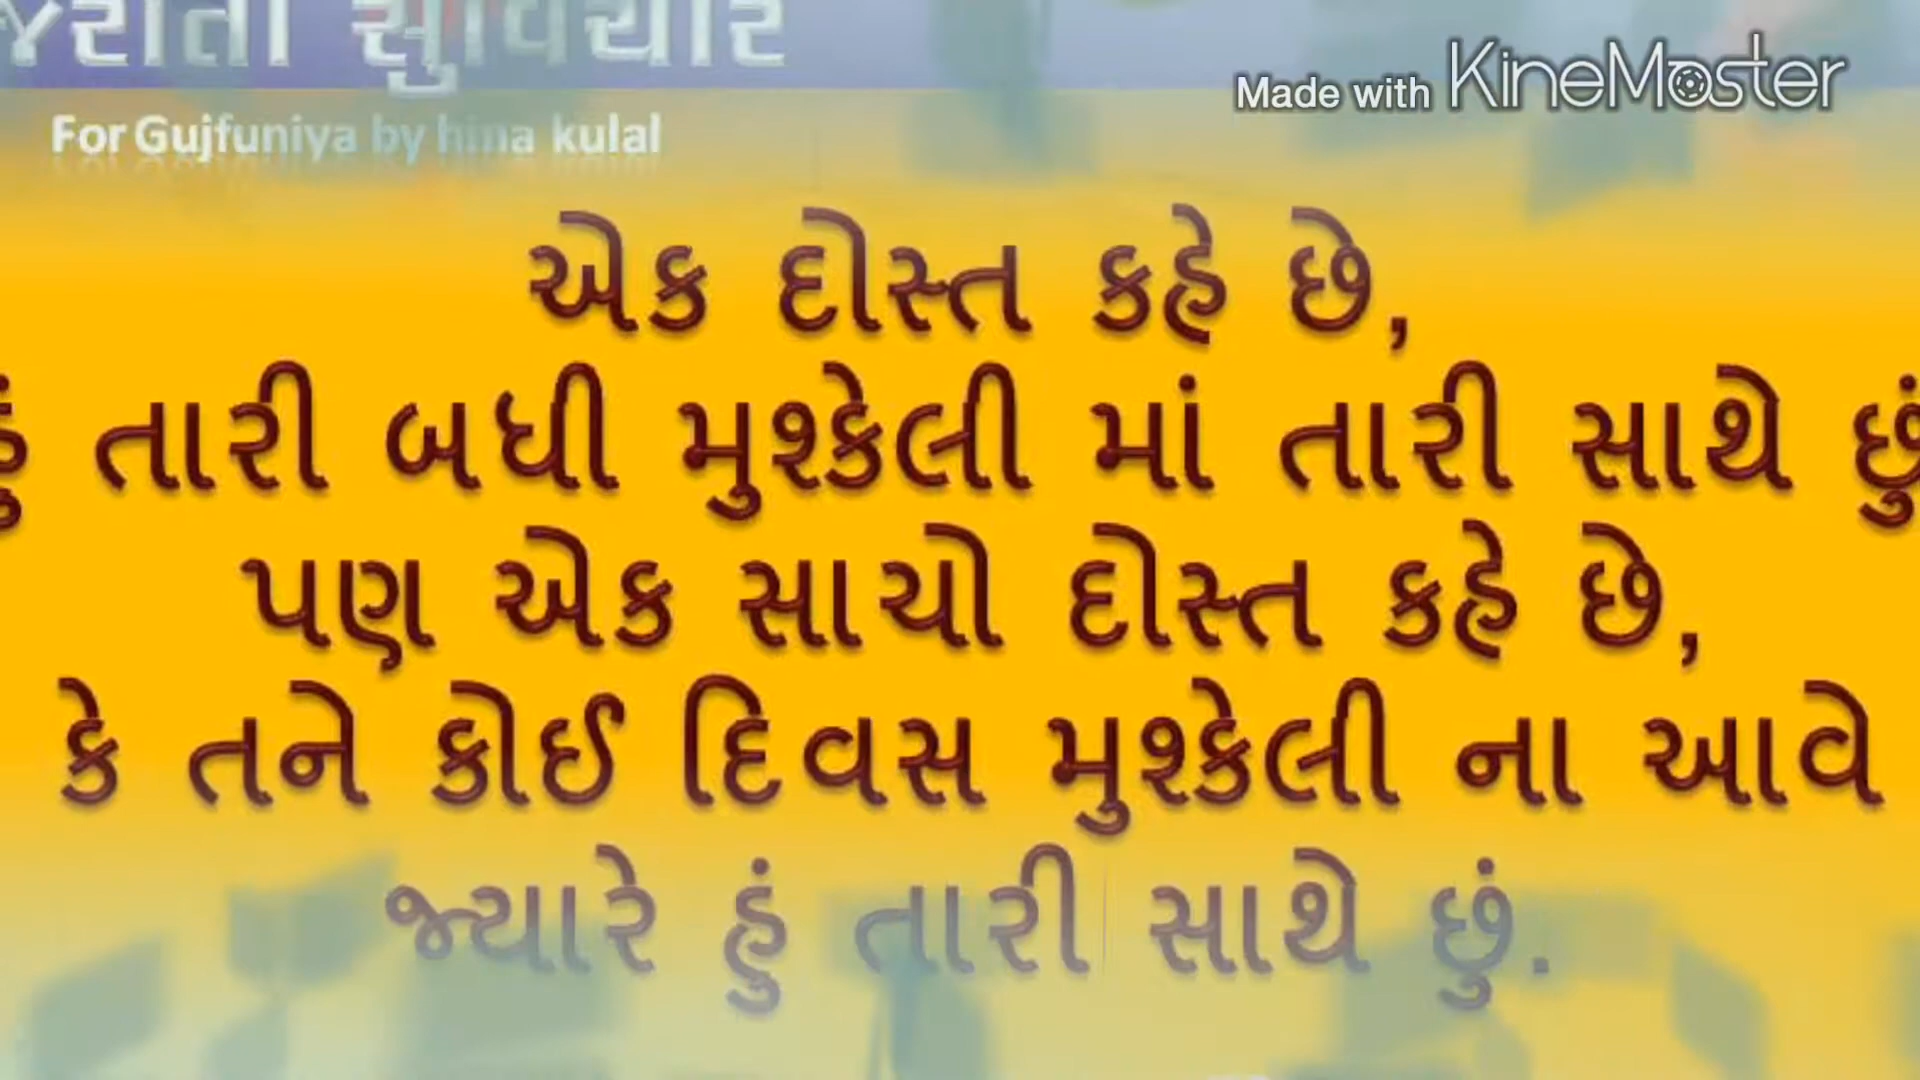 સુવિચાર
Made with KineMaster
For Gujfuniya by hina kulal
એક દોસ્ત કહે છે,
હું તારી બધી મુશ્કેલી માં તારી સાથે છું
પણ એક સાચો દોસ્ત કહે છે,
કે તને કોઈ દિવસ મુશ્કેલી ના આવે
જ્યારે હું તારી સાથે છું.